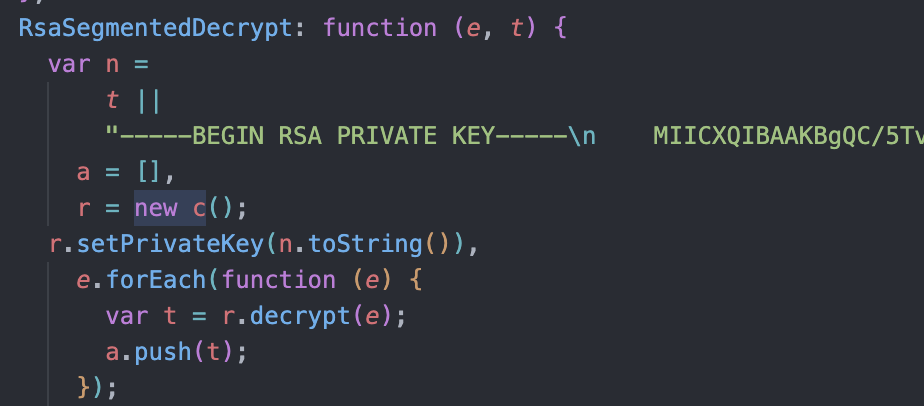 RsaSegmentedDecrypt: function (e, t) {
var n =
t ||
"-----BEGIN RSA PRIVATE KEY-----\n    MIICXQIBAAKBgQC/5Tv
a = [],
r = new c();
r.setPrivateKey(n.toString()),
e.forEach(function (e) {
var t = r.decrypt(e);
a.push(t);
});